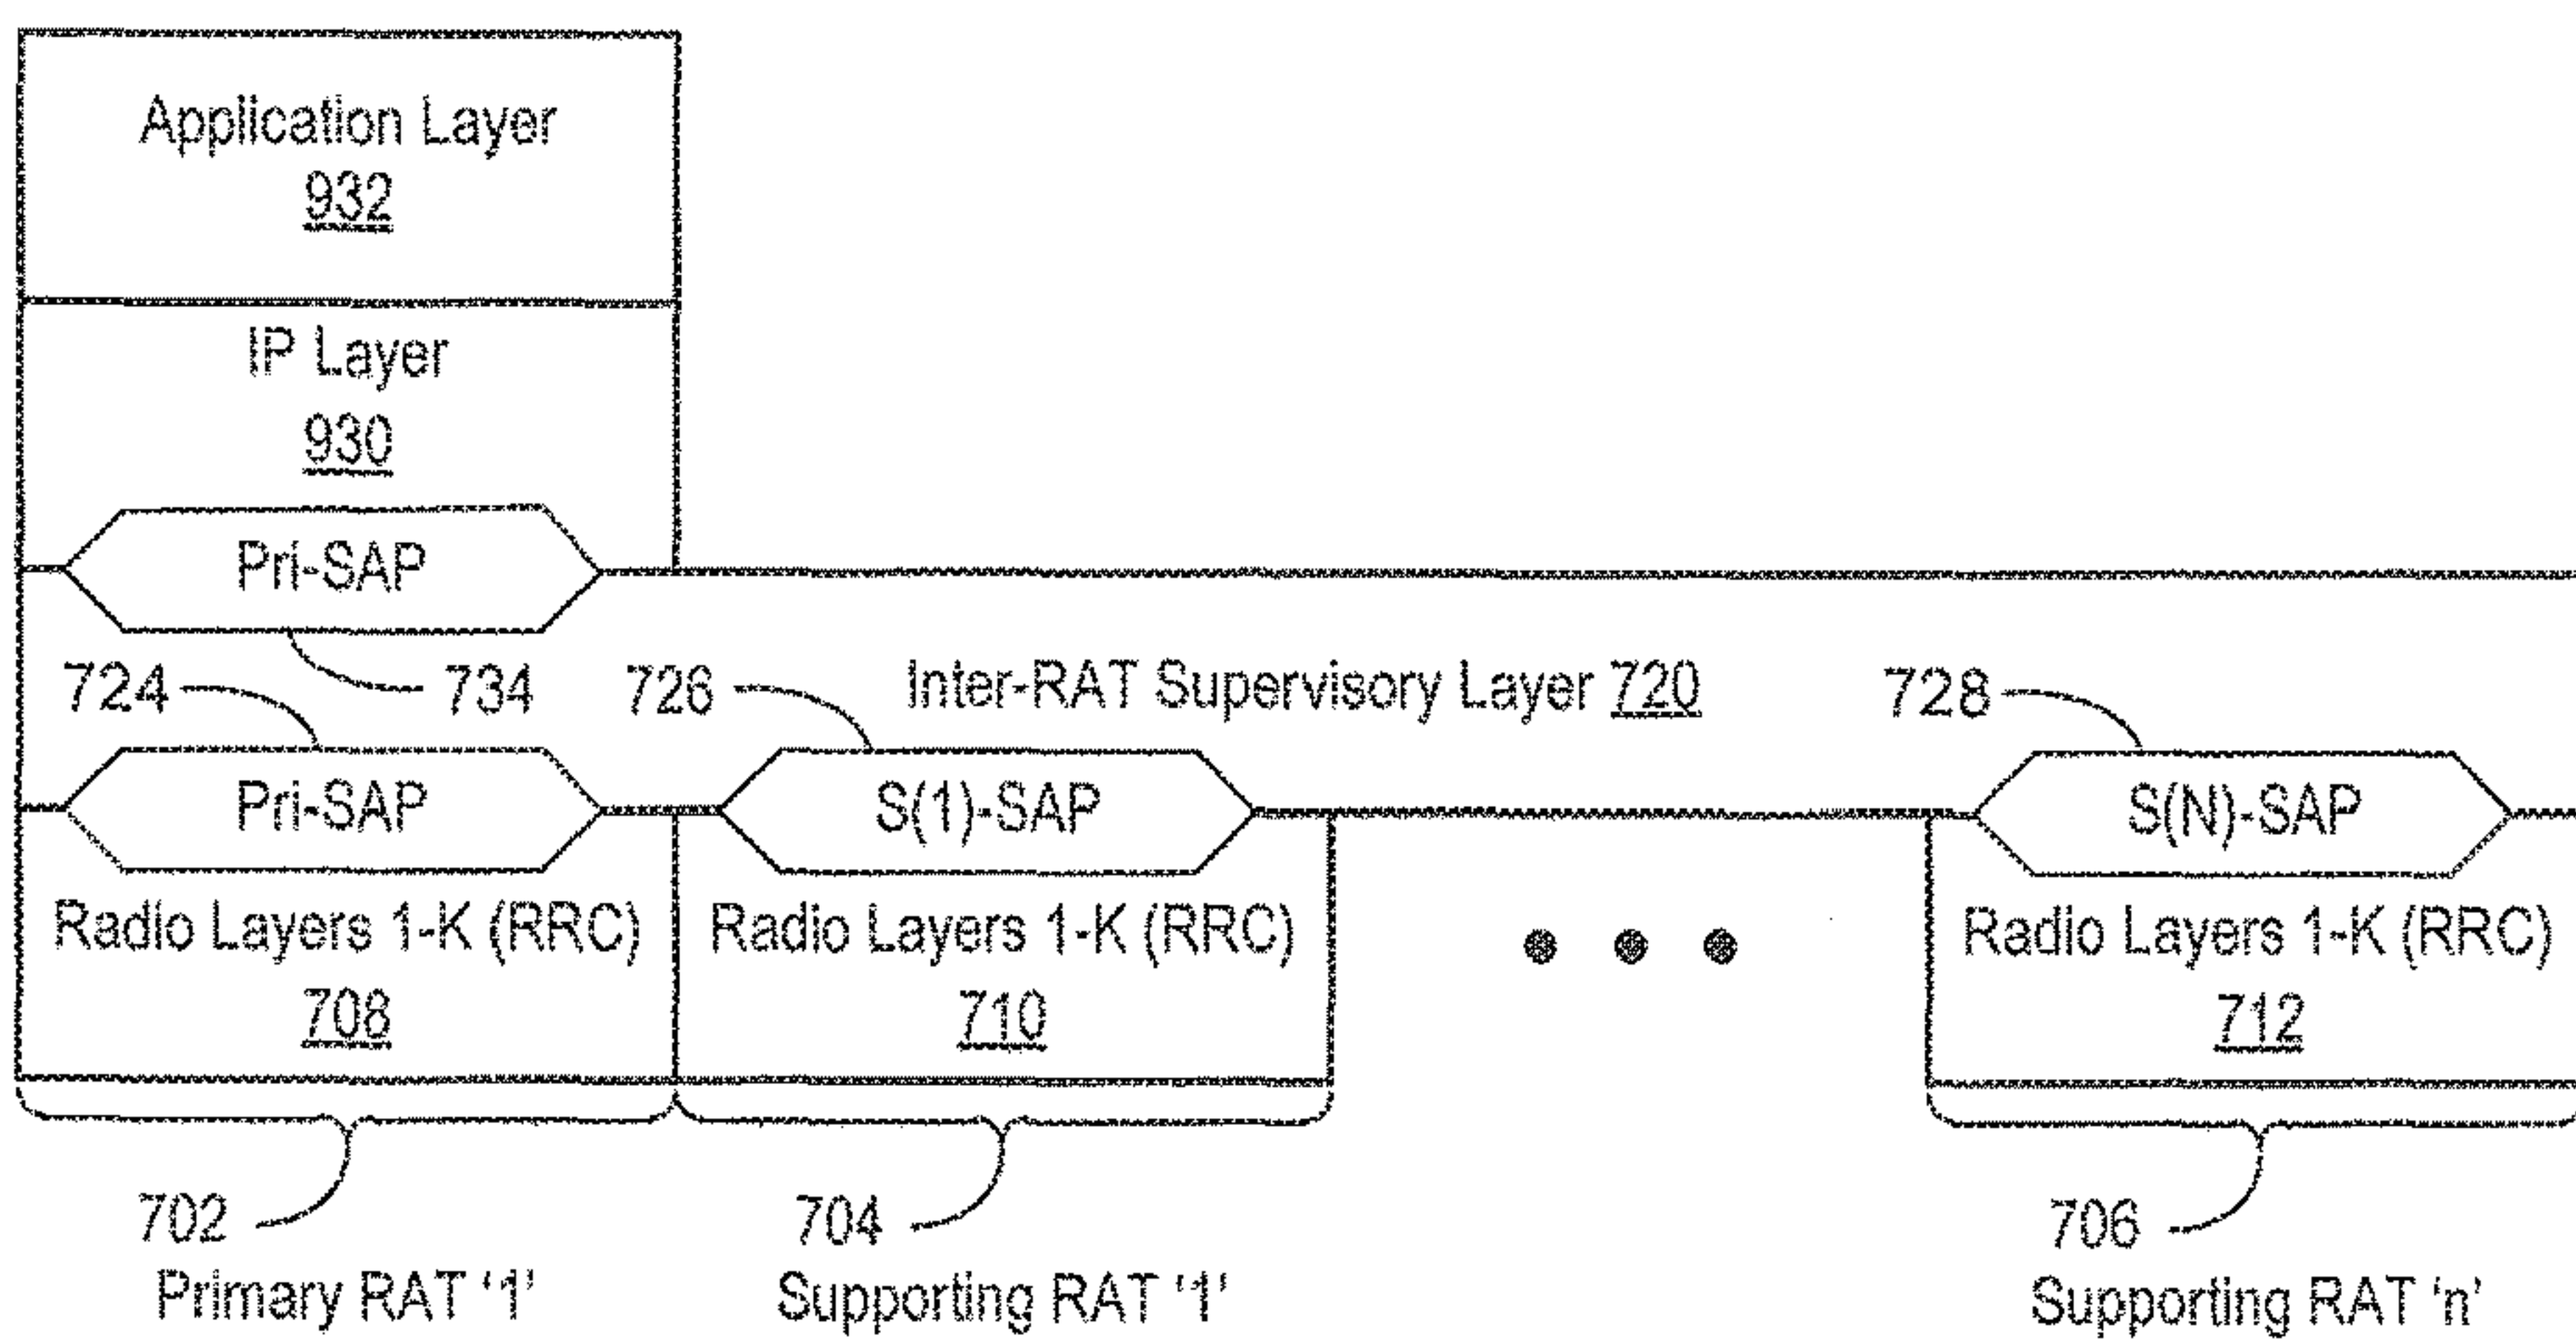 Application Layer
932
IP Layer
930
Pri-SAP
724
734
726
Inter-RAT Supervisory Layer 720
728
Pri-SAP
S(1)-SAP
S(N)-SAP
Radio Layers 1-K (RRC)
708
Radio Layers 1-K (RRC)
710
Radio Layers 1-K (RRC)
712
702
Primary RAT '1'
704
Supporting RAT '1'
706
Supporting RAT 'n'